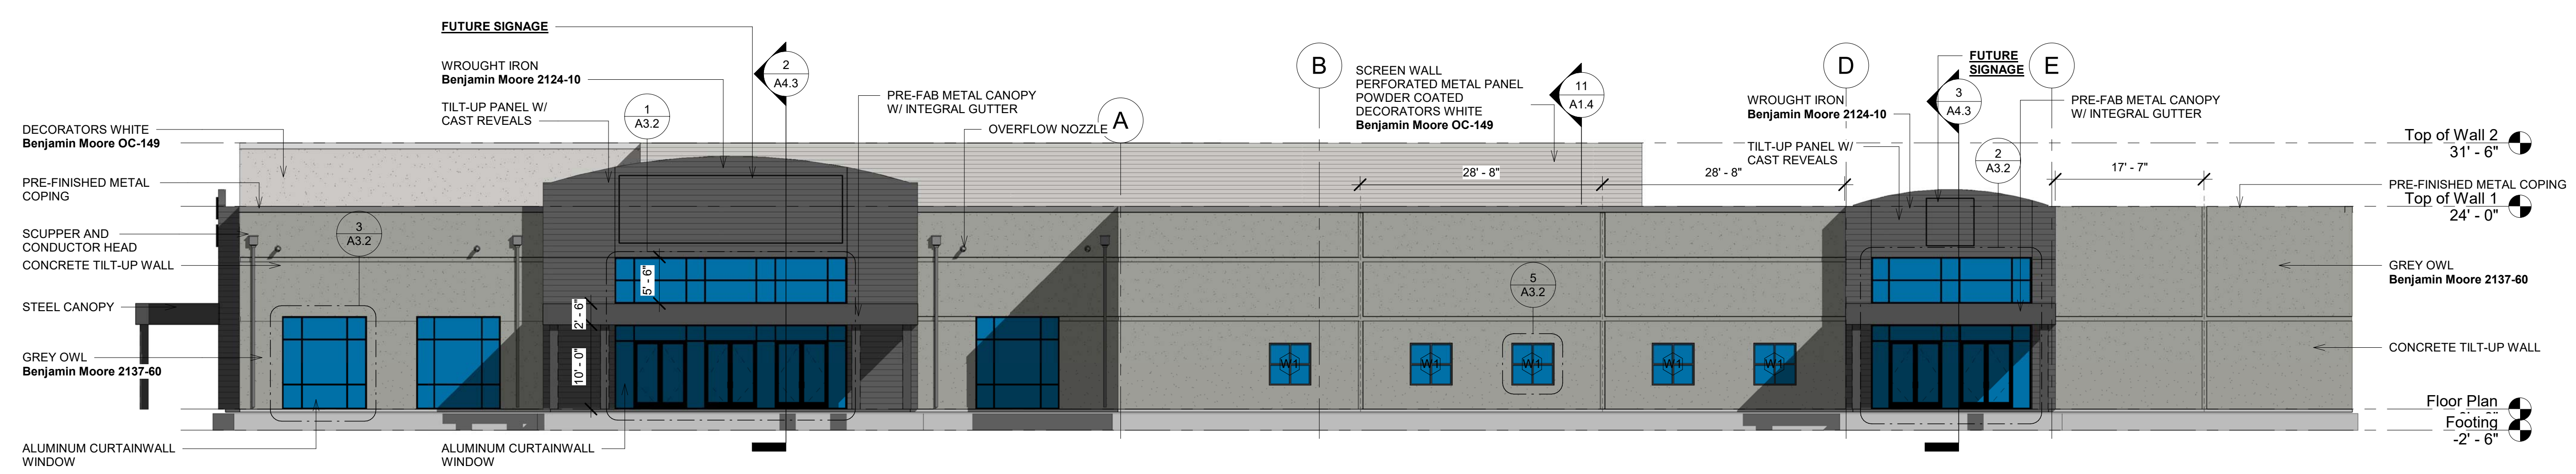 FUTURE SIGNAGE
WROUGHT IRON
Benjamin Moore 2124-10
TILT-UP PANEL W/
CAST REVEALS
DECORATORS WHITE
Benjamin Moore OC-149
PRE-FINISHED METAL
COPING
SCUPPER AND
CONDUCTOR HEAD
CONCRETE TILT-UP WALL
STEEL CANOPY
GREY OWL
Benjamin Moore 2137-60
ALUMINUM CURTAINWALL
WINDOW
ALUMINUM CURTAINWALL
WINDOW
3
A3.2
1
A3.2
2
A4.3
PRE-FAB METAL CANOPY
W/ INTEGRAL GUTTER
OVERFLOW NOZZLE
A
5' - 6"
2' - 6"
10' - 0"
B
SCREEN WALL
PERFORATED METAL PANEL
POWDER COATED
DECORATORS WHITE
Benjamin Moore OC-149
11
A1.4
28' - 8"
28' - 8"
5
A3.2
W1
W1
W1
W1
W1
D
WROUGHT IRON
Benjamin Moore 2124-10
TILT-UP PANEL W/
CAST REVEALS
FUTURE
SIGNAGE
3
A4.3
2
A3.2
E
PRE-FAB METAL CANOPY
W/ INTEGRAL GUTTER
17' - 7"
Top of Wall 2
31' - 6"
PRE-FINISHED METAL COPING
Top of Wall 1
24' - 0"
GREY OWL
Benjamin Moore 2137-60
CONCRETE TILT-UP WALL
Floor Plan
Footing
-2' - 6"